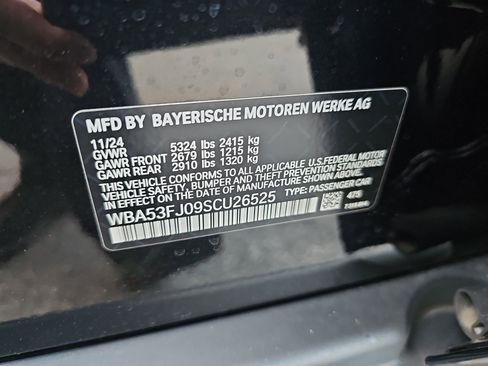 MFD BY BAYERISCHE MOTOREN WERKE AG
11/24
GVWR 5324 lbs 2415 kg
GAWR FRONT 2679 lbs 1215 kg
GAWR REAR 2910 lbs 1320 kg
THIS VEHICLE CONFORMS TO ALL APPLICABLE U.S. FEDERAL MOTOR
VEHICLE SAFETY, BUMPER, AND THEFT PREVENTION STANDARDS
IN EFFECT ON THE DATE OF MANUFACTURE SHOWN ABOVE.
WBA53FJ09SCU26525 TYPE: PASSENGER CAR
475